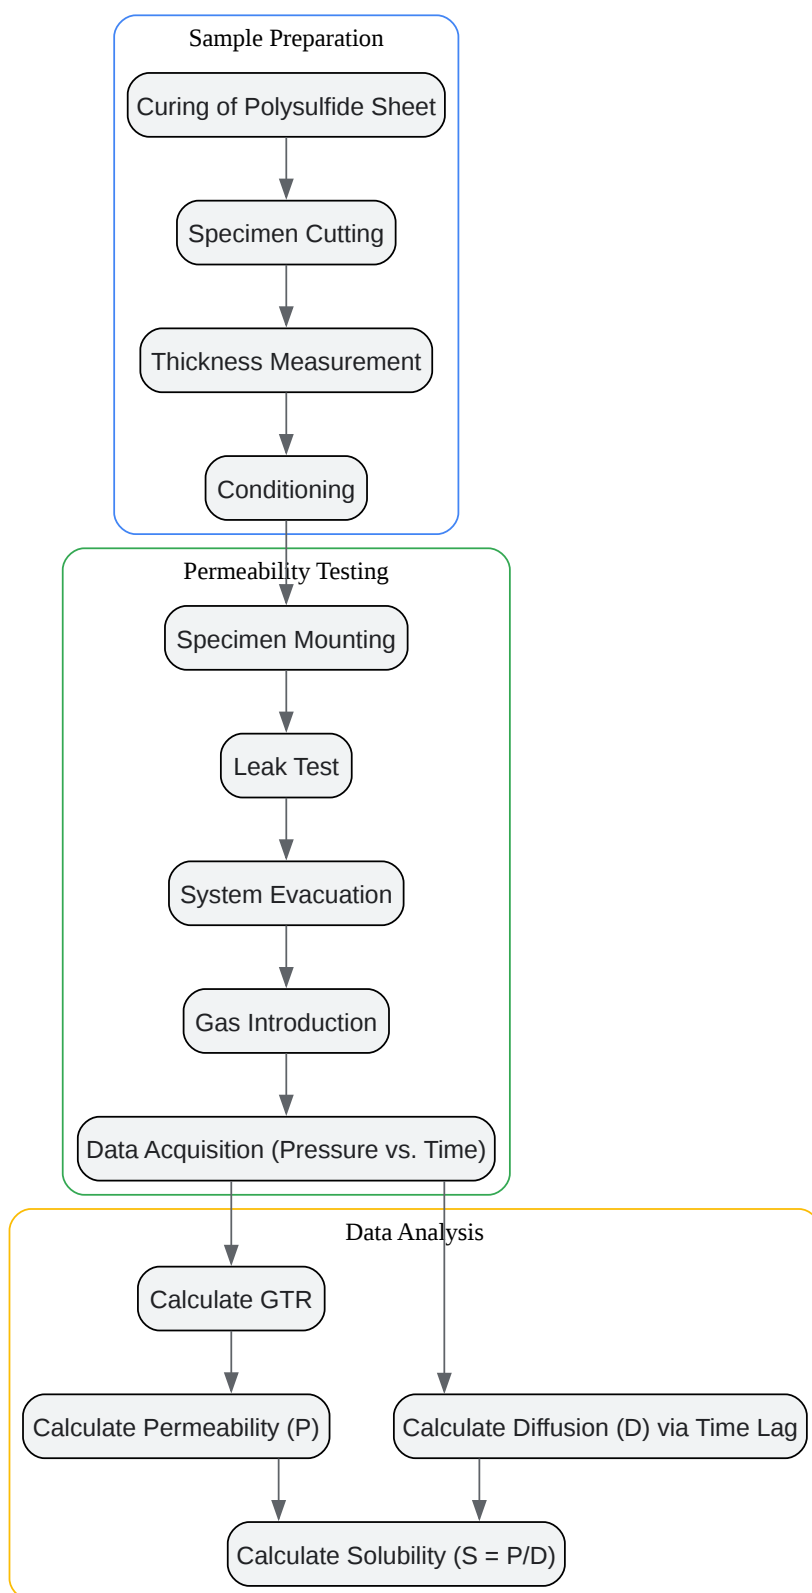 Sample Preparation
Curing of Polysulfide Sheet
Specimen Cutting
Thickness Measurement
Conditioning
Permeability Testing
Specimen Mounting
Leak Test
System Evacuation
Gas Introduction
Data Acquisition (Pressure vs. Time)
Data Analysis
Calculate GTR
Calculate Permeability (P)
Calculate Diffusion (D) via Time Lag
Calculate Solubility (S = P/D)